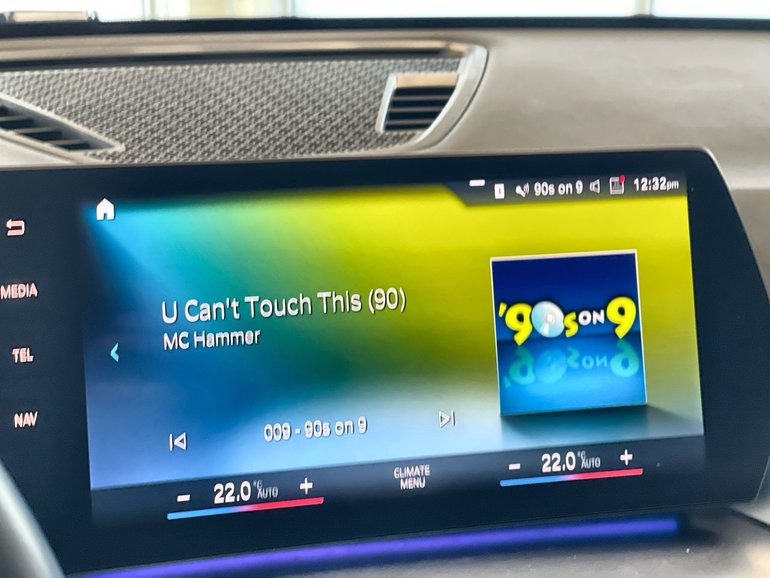 90s on 9 12:32pm
MEDIA
TEL
NAV
U Can't Touch This (90)
MC Hammer
'90s ON 9
009 - 90s on 9
- 22.0 °C AUTO +
CLIMATE
MENU
- 22.0 °C AUTO +